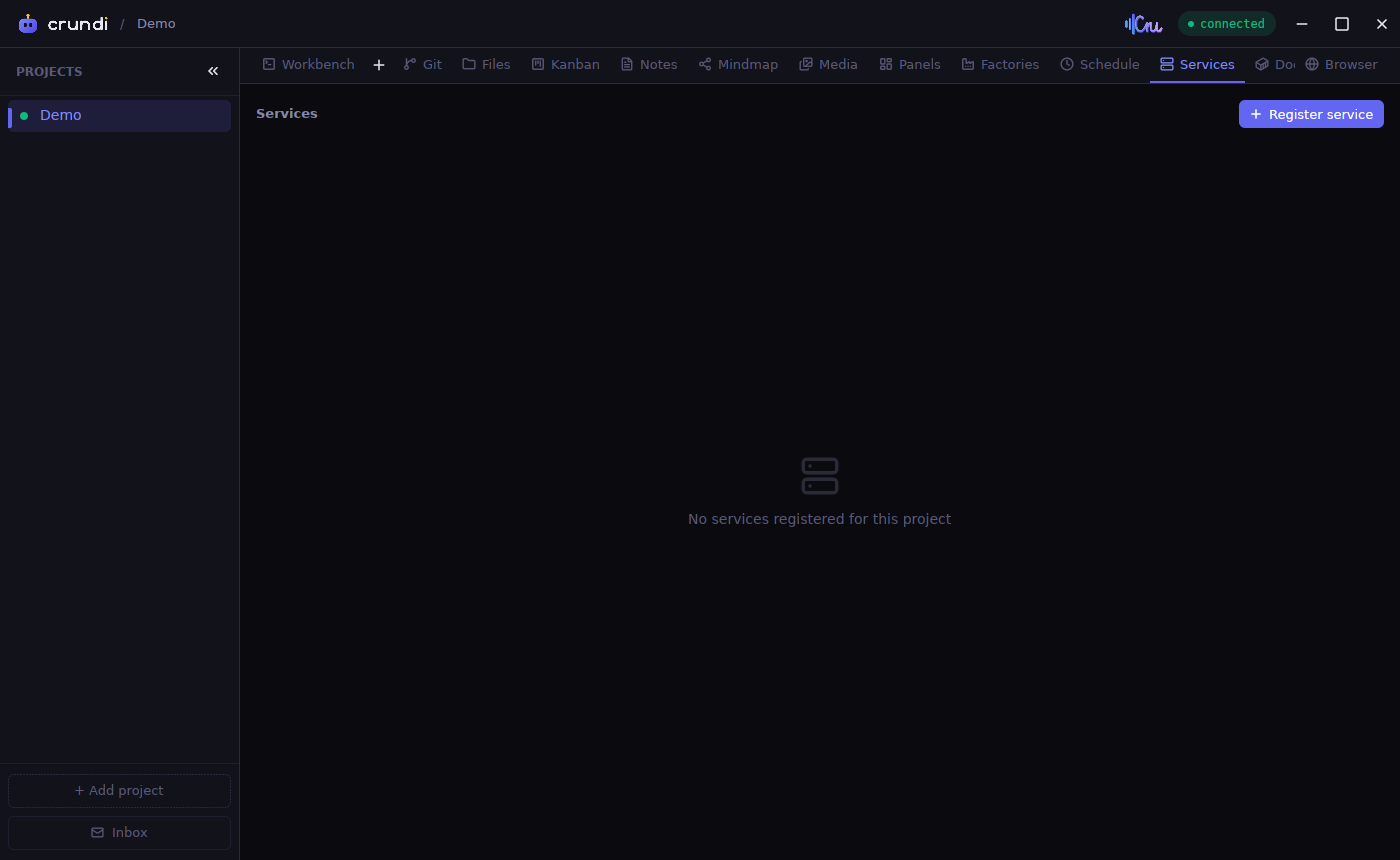 crundi / Demo
Cru
connected
PROJECTS
Workbench
Git
Files
Kanban
Notes
Mindmap
Media
Panels
Factories
Schedule
Services
Browser
Demo
Services
+ Register service
No services registered for this project
+ Add project
Inbox